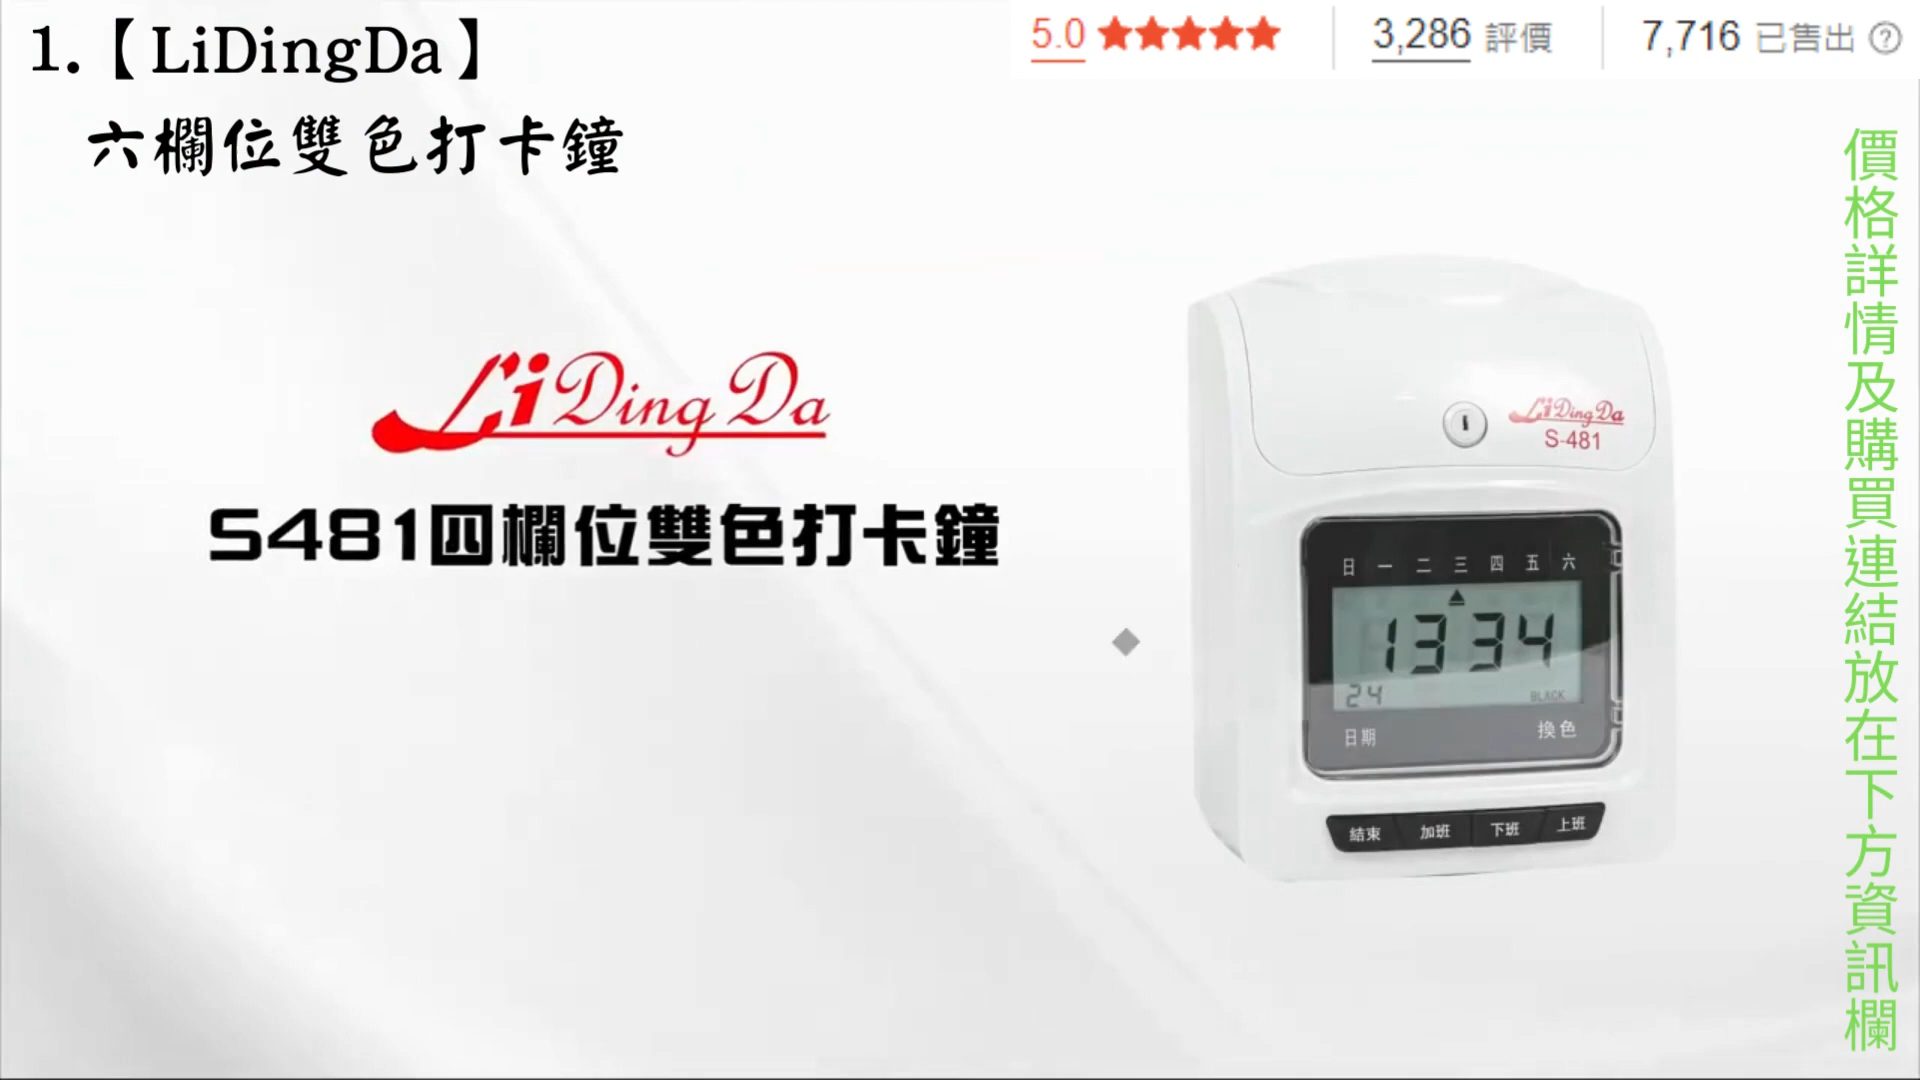 1.【LiDingDa】
六欄位雙色打卡鐘
5.0 ★★★★★ 3,286 評價 7,716 已售出 ?
LiDingDa
S481四欄位雙色打卡鐘
LiDingDa
S-481
日 一 二 三 四 五 六
13 34
24 BLACK
日期 換色
結束 加班 下班 上班
價格詳情及購買連結放在下方資訊欄